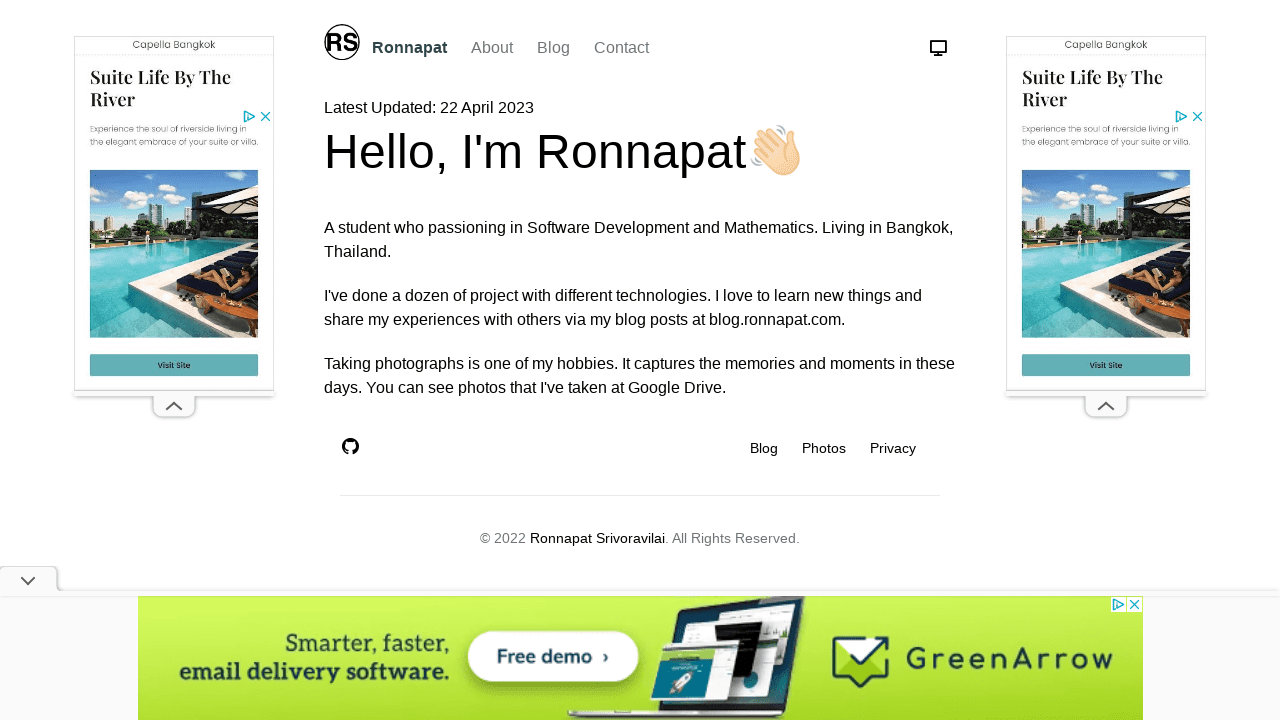 RS Ronnapat About Blog Contact
Capella Bangkok
Suite Life By The
River
Experience the soul of riverside living in
the elegant embrace of your suite or villa.
Visit Site
Latest Updated: 22 April 2023
Hello, I'm Ronnapat
A student who passioning in Software Development and Mathematics. Living in Bangkok,
Thailand.
I've done a dozen of project with different technologies. I love to learn new things and
share my experiences with others via my blog posts at blog.ronnapat.com.
Taking photographs is one of my hobbies. It captures the memories and moments in these
days. You can see photos that I've taken at Google Drive.
Blog Photos Privacy
© 2022 Ronnapat Srivoravilai. All Rights Reserved.
Capella Bangkok
Suite Life By The
River
Experience the soul of riverside living in
the elegant embrace of your suite or villa.
Visit Site
Smarter, faster,
email delivery software.
Free demo ›
GreenArrow